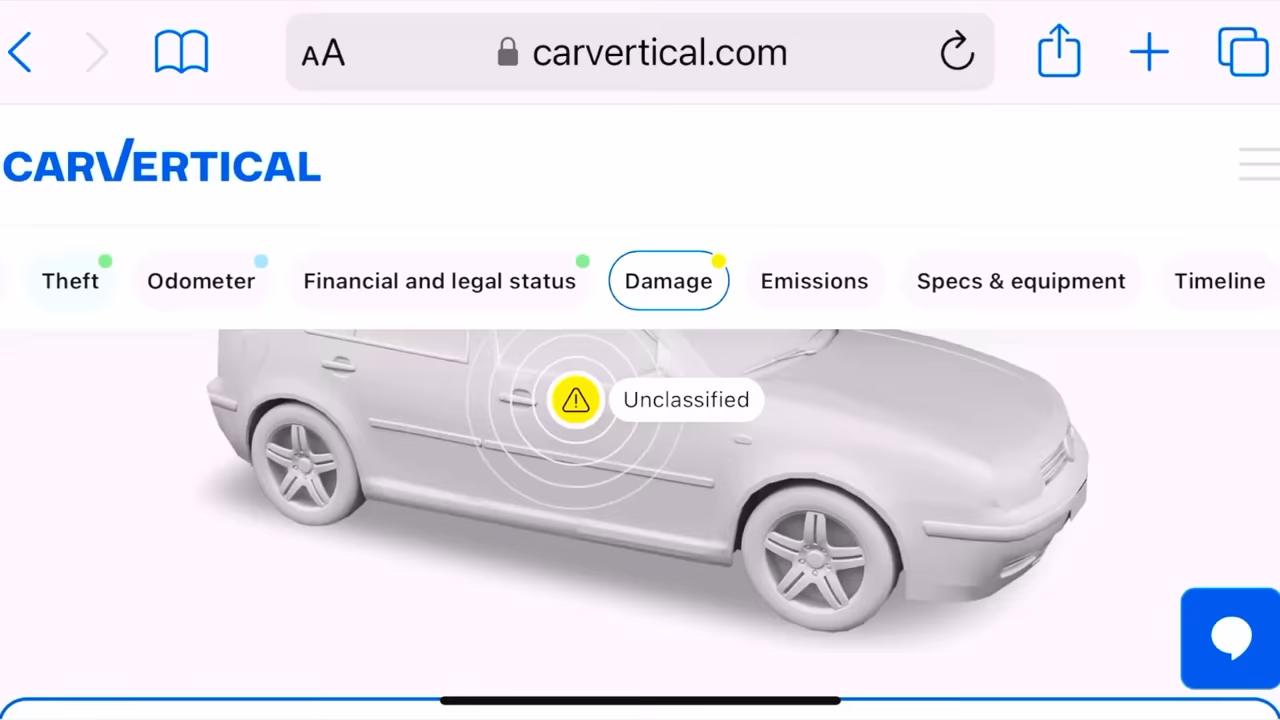 AA carvertical.com
CARVERTICAL
Theft Odometer Financial and legal status Damage Emissions Specs & equipment Timeline
Unclassified